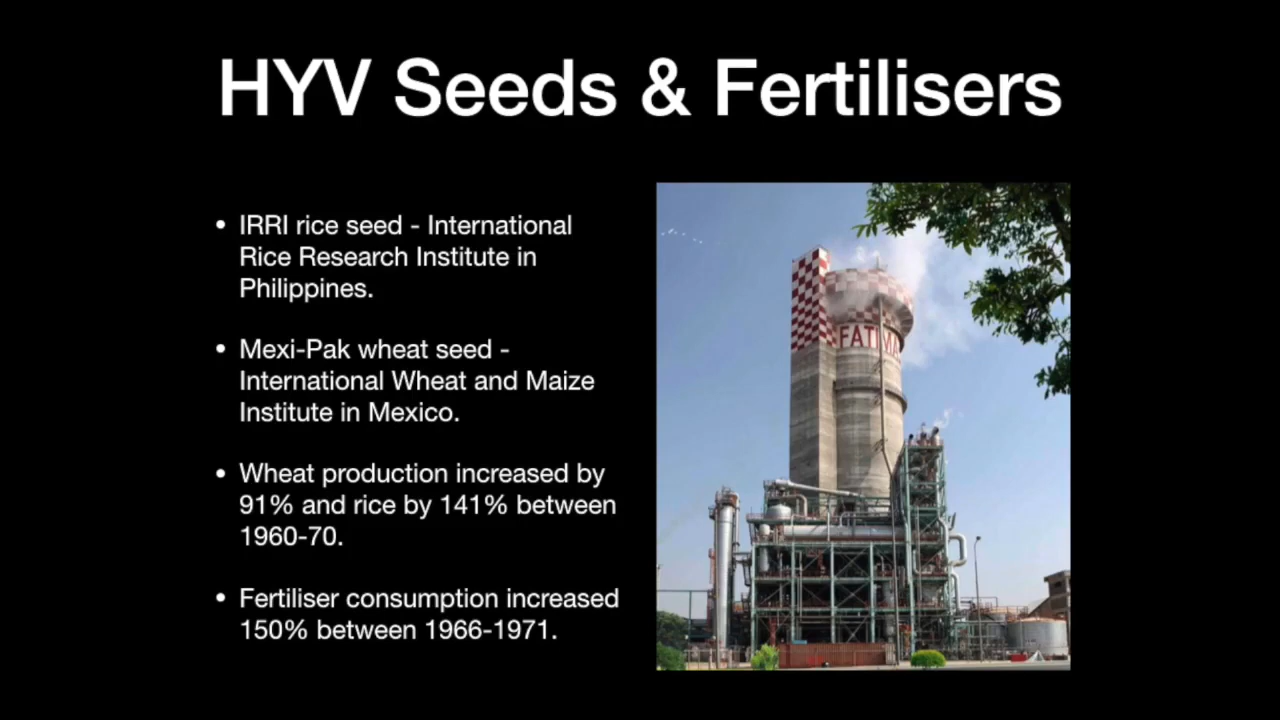 HYV Seeds & Fertilisers
• IRRI rice seed - International
Rice Research Institute in
Philippines.
• Mexi-Pak wheat seed -
International Wheat and Maize
Institute in Mexico.
• Wheat production increased by
91% and rice by 141% between
1960-70.
• Fertiliser consumption increased
150% between 1966-1971.
FATIMA